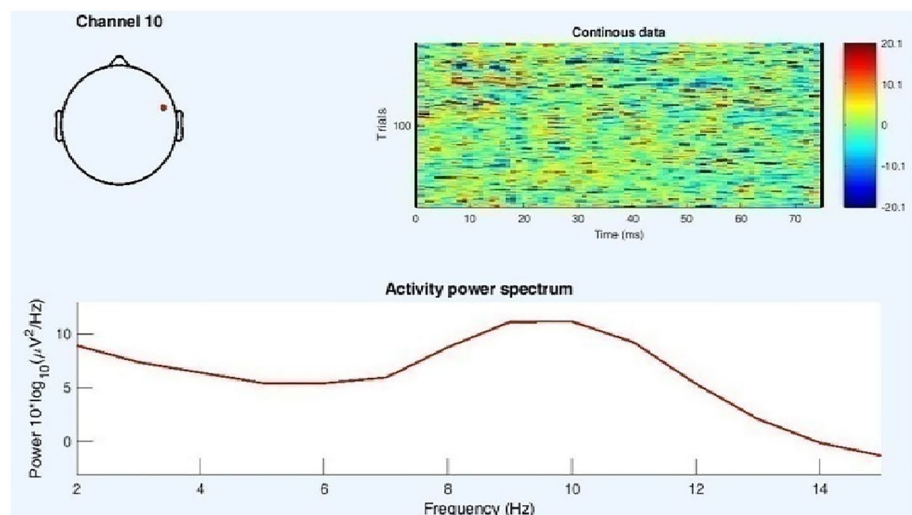 Channel 10
Continous data
Trials
100
0 10 20 30 40 50 60 70
Time (ms)
20.1
10.1
0
-10.1
-20.1
Activity power spectrum
Power 10*log10(μV2/Hz)
10
5
0
2 4 6 8 10 12 14
Frequency (Hz)